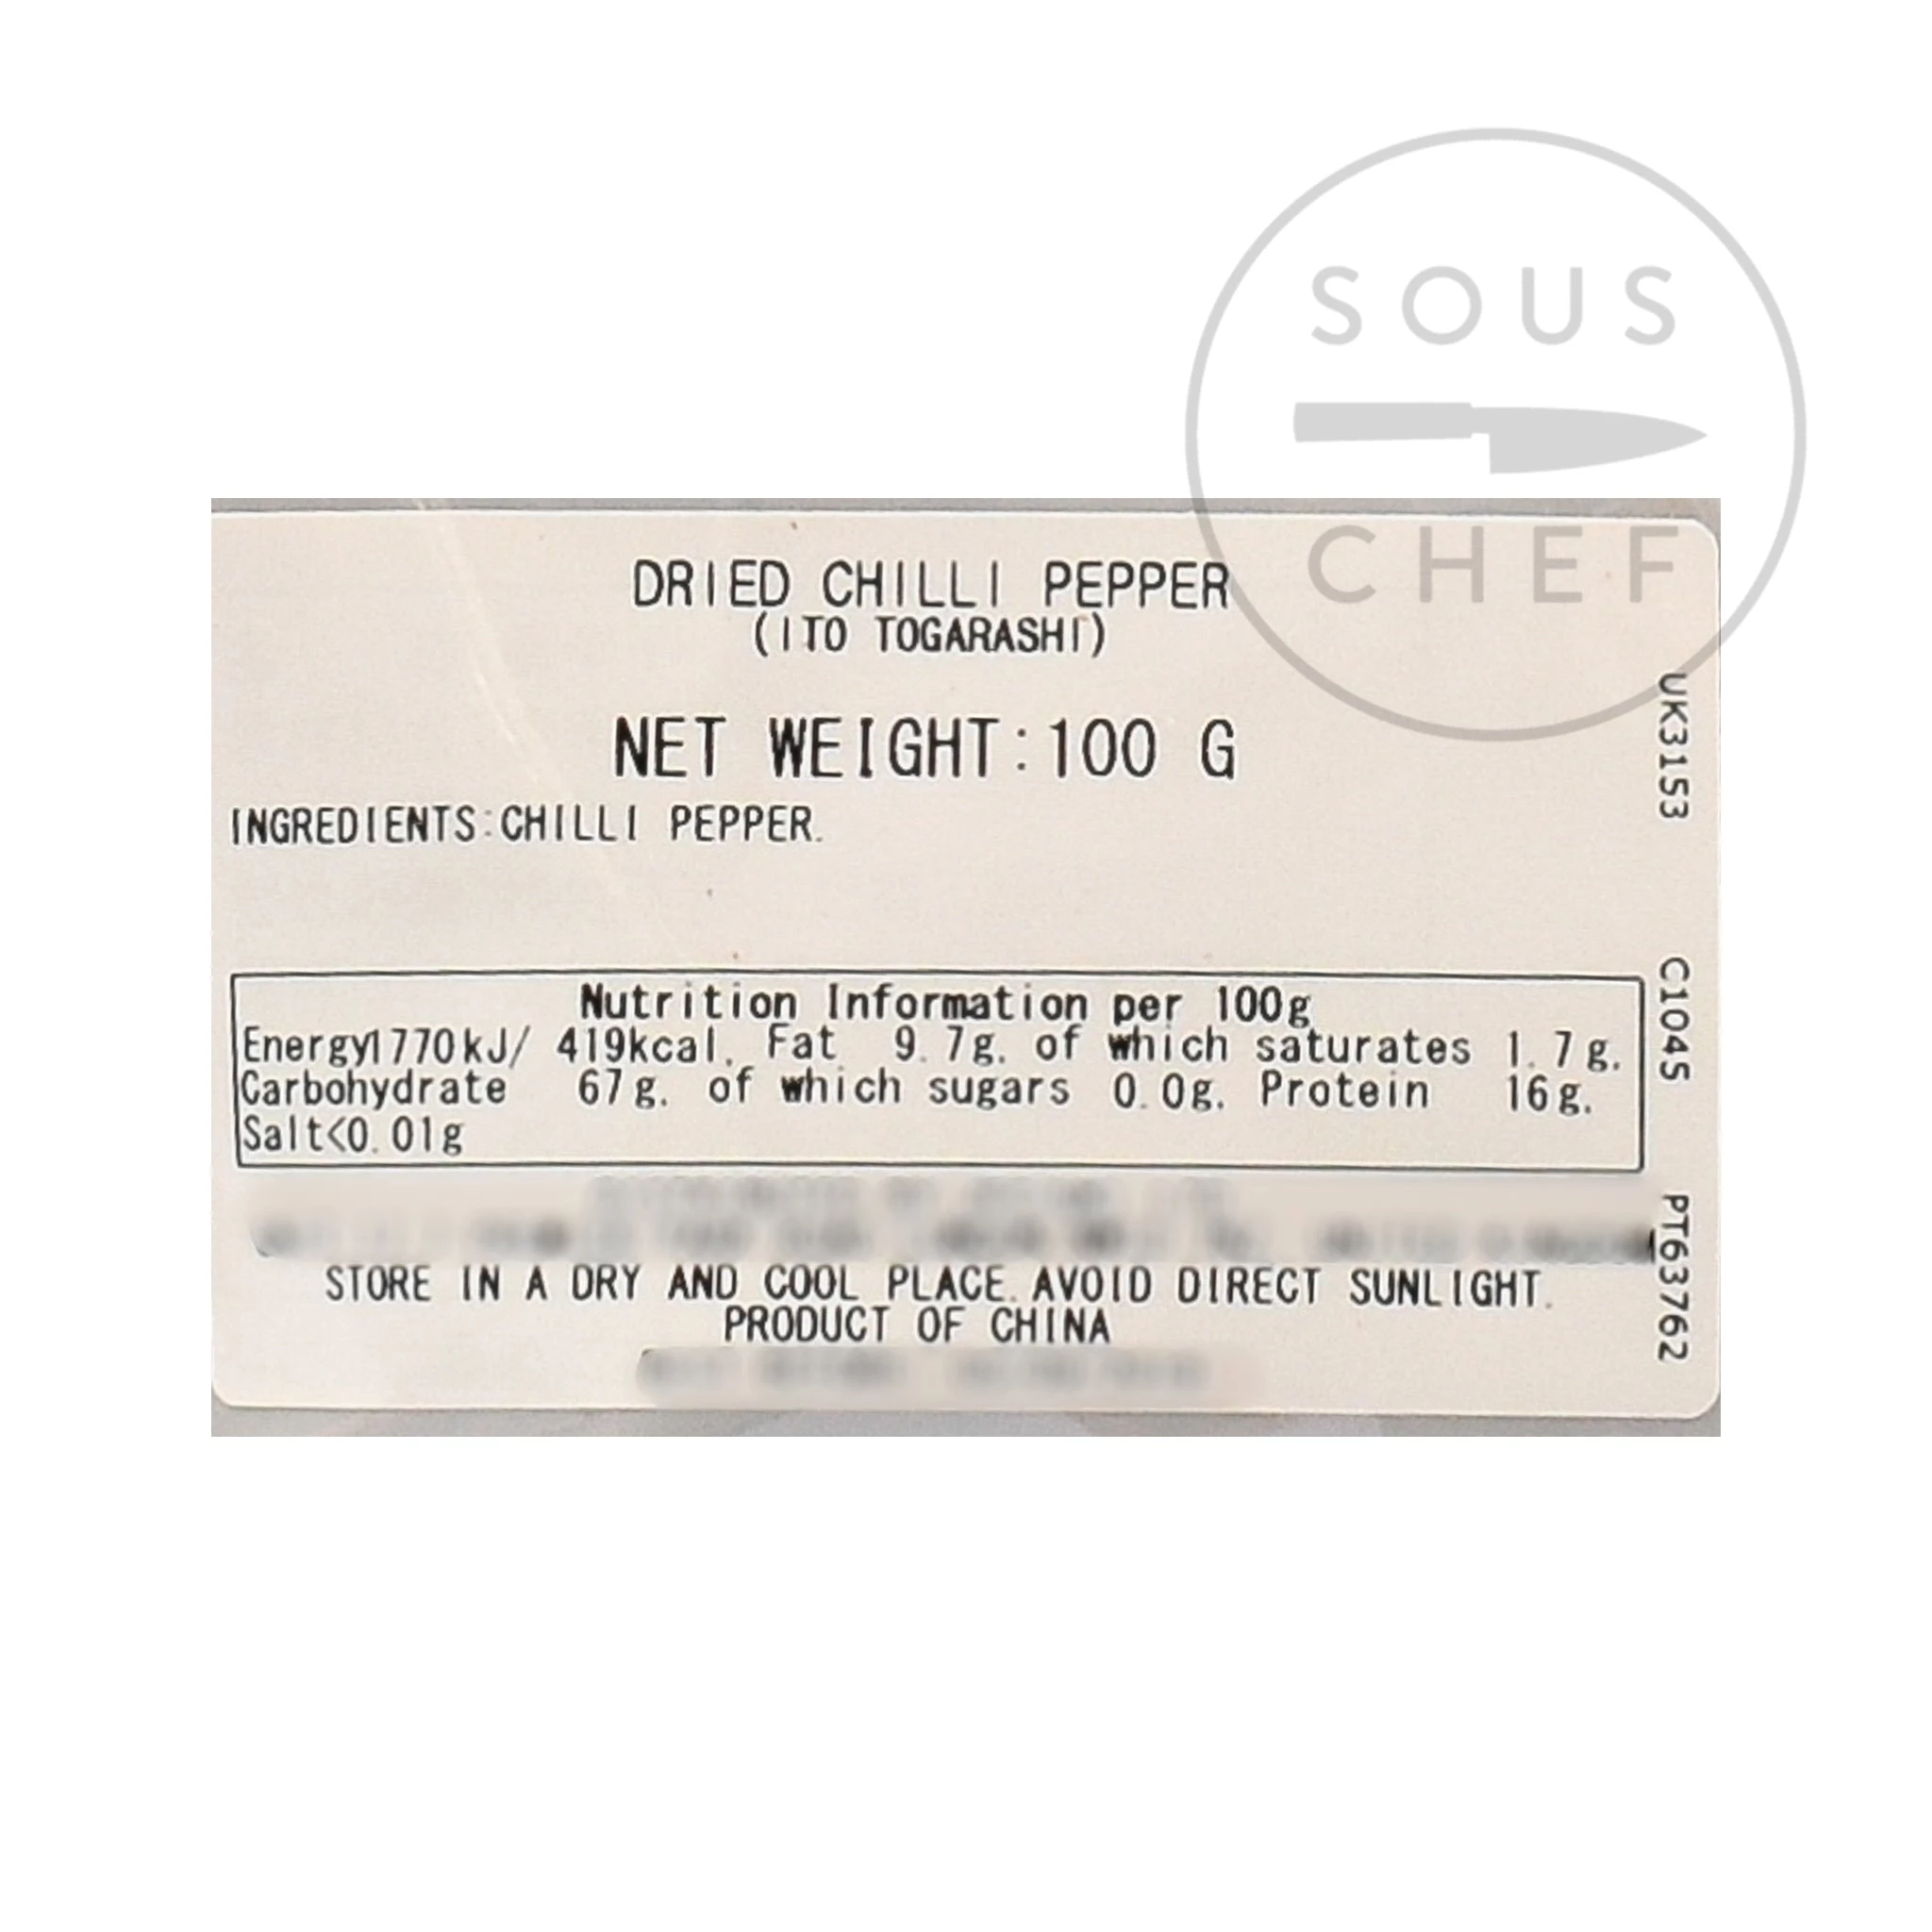 SOUS
CHEF
DRIED CHILLI PEPPER
(ITO TOGARASHI)
NET WEIGHT:100 G
INGREDIENTS:CHILLI PEPPER.
Nutrition Information per 100g
Energy1770kJ/ 419kcal. Fat 9.7g. of which saturates 1.7g.
Carbohydrate 67g. of which sugars 0.0g. Protein 16g.
Salt<0.01g
STORE IN A DRY AND COOL PLACE.AVOID DIRECT SUNLIGHT.
PRODUCT OF CHINA
UK3153
C104S
PT63762